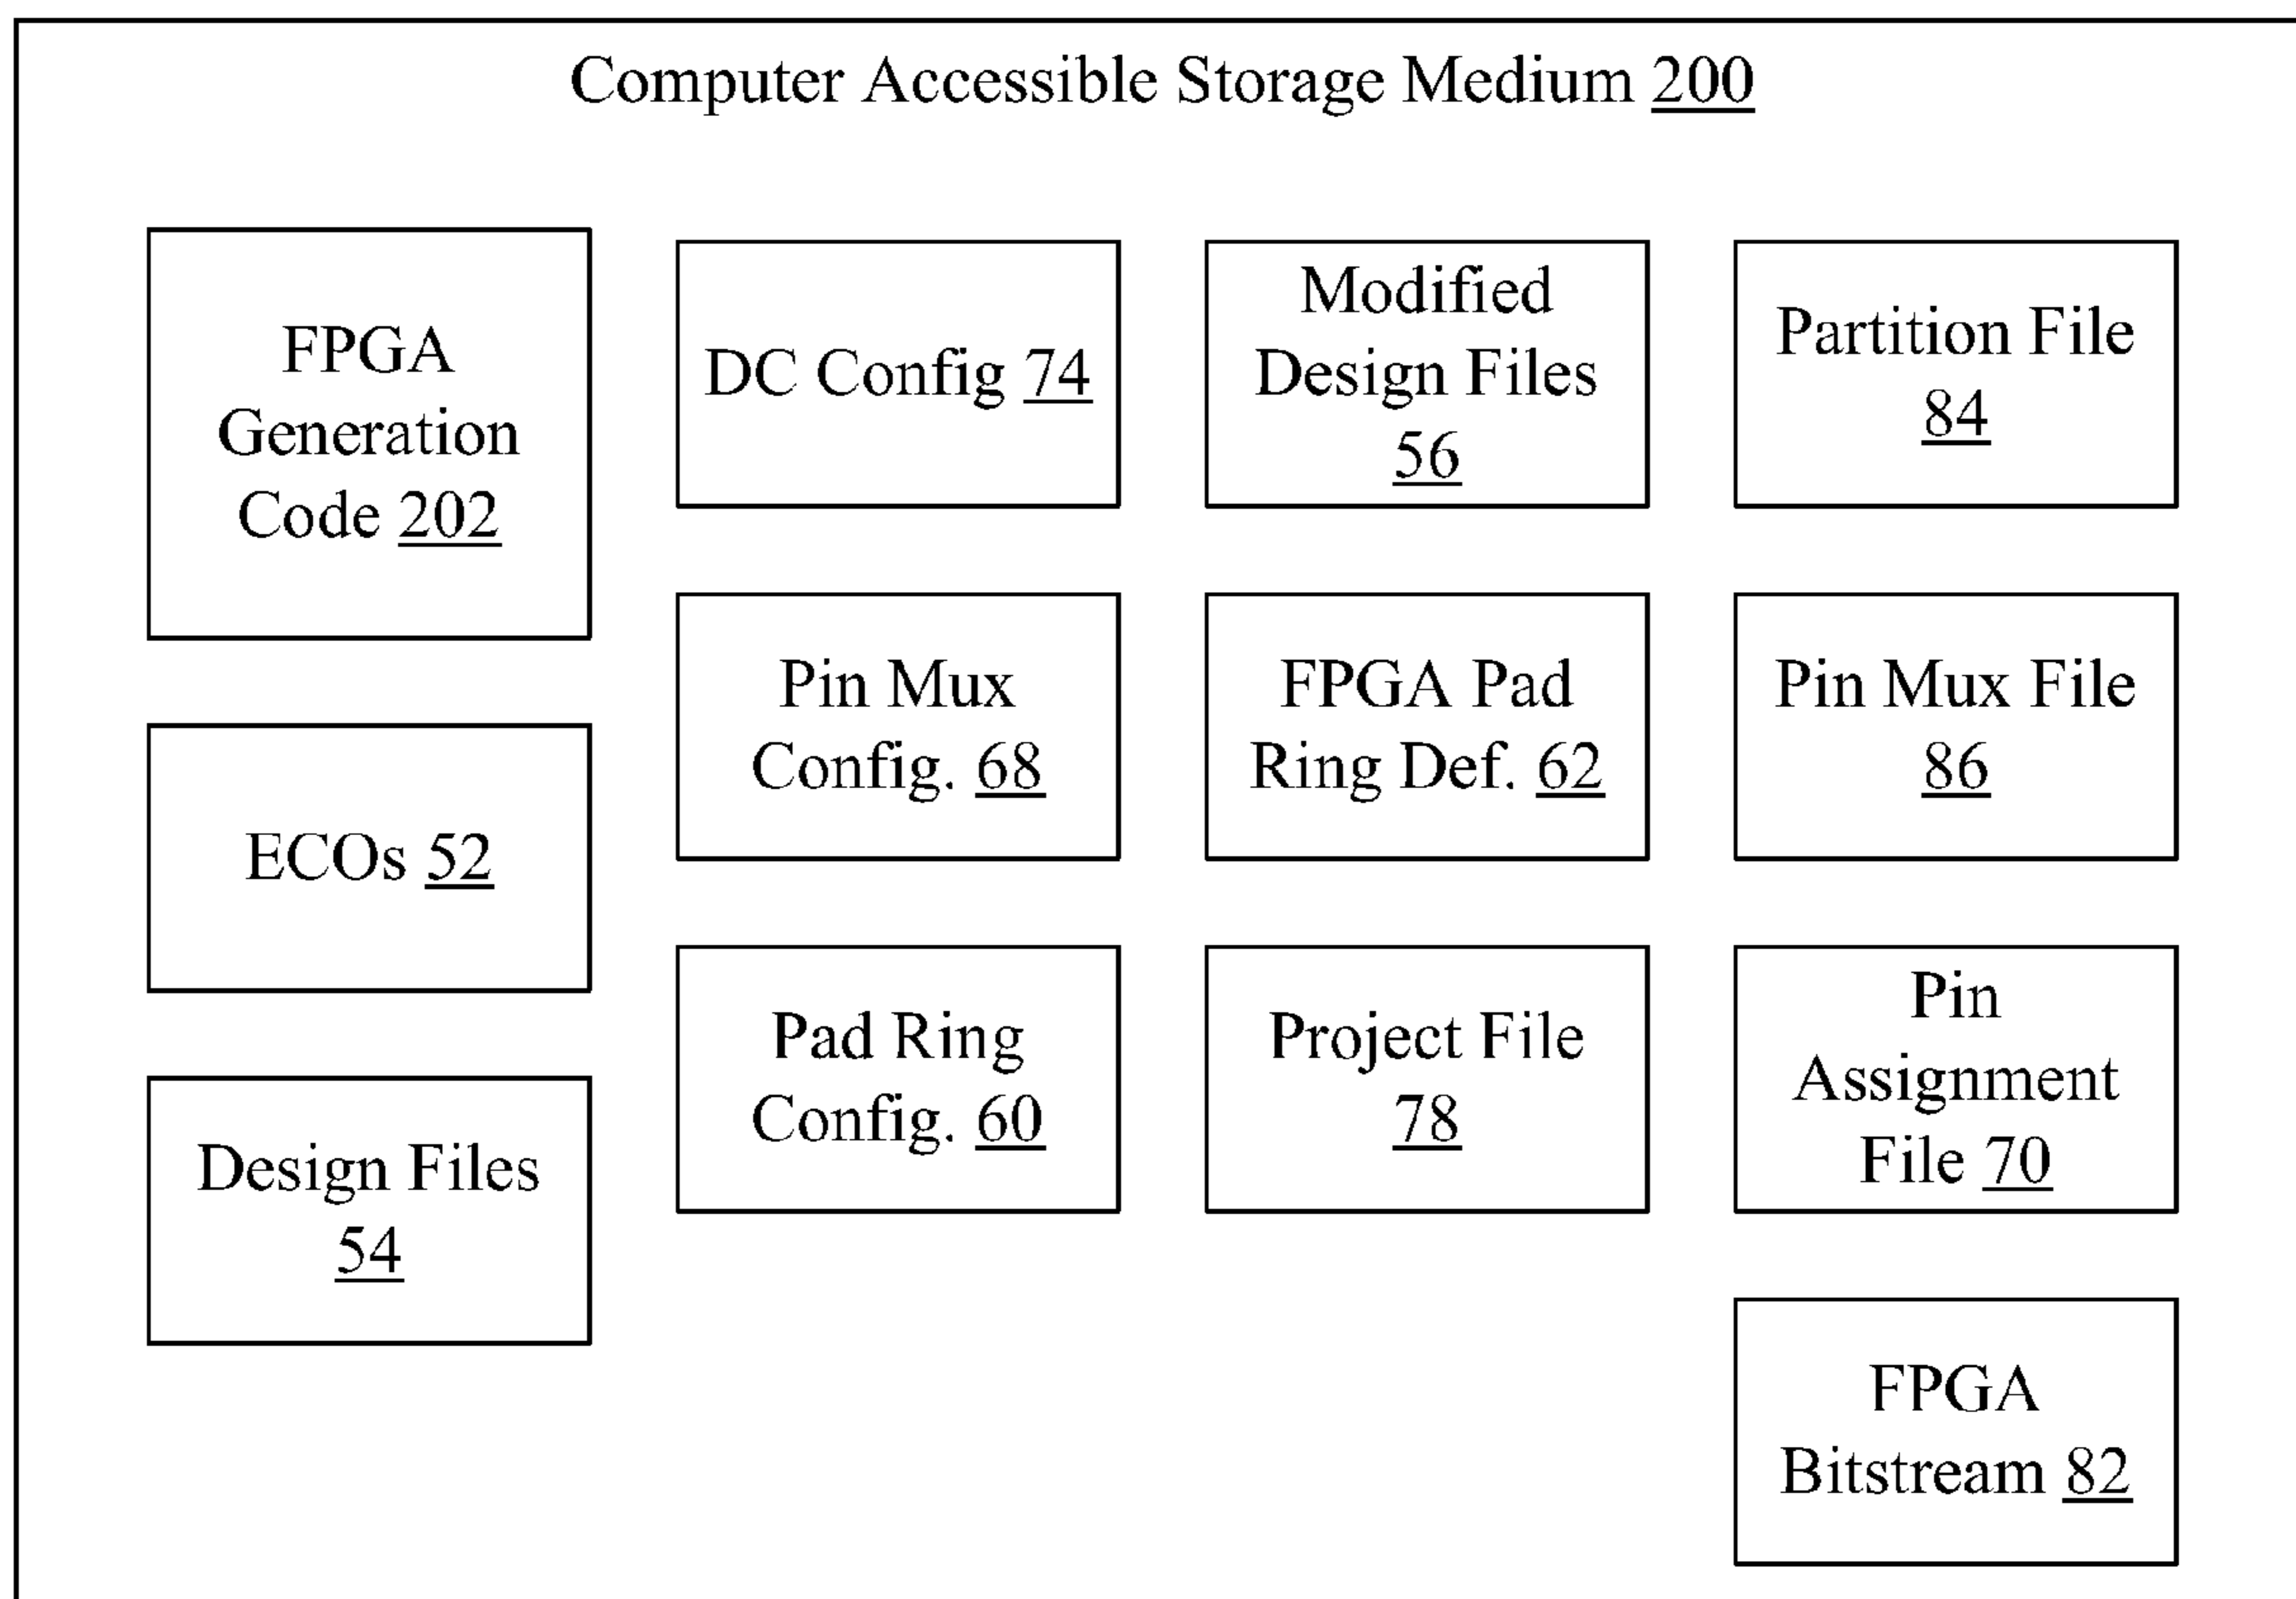 Computer Accessible Storage Medium 200
FPGA
Generation
Code 202
ECOs 52
Design Files
54
DC Config 74
Pin Mux
Config. 68
Pad Ring
Config. 60
Modified
Design Files
56
FPGA Pad
Ring Def. 62
Project File
78
Partition File
84
Pin Mux File
86
Pin
Assignment
File 70
FPGA
Bitstream 82